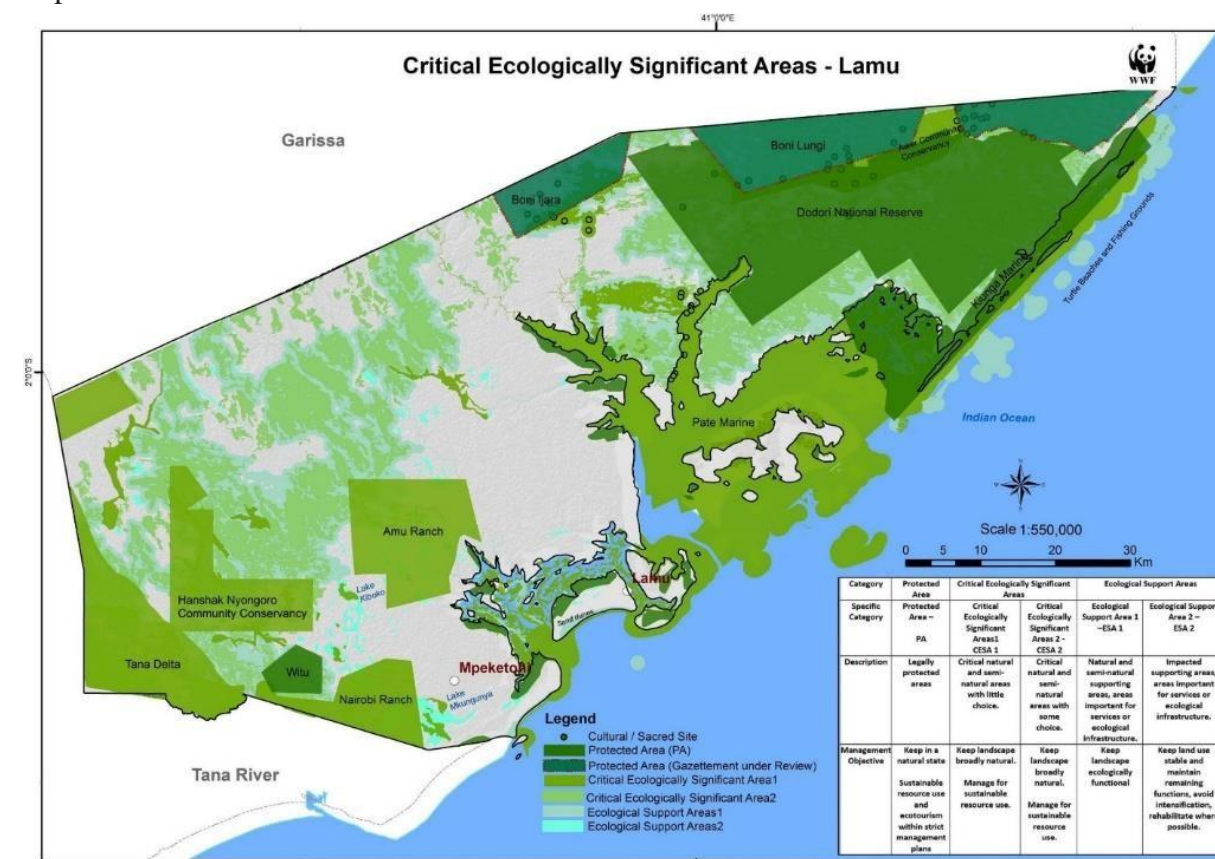 41°0'0"E
Critical Ecologically Significant Areas - Lamu
WWF
Garissa
Boni Lungi
Awer Community
Conservancy
Boni Ijara
Dodori National Reserve
Kiunga Marine
Turtle Beaches and Fishing Grounds
2°0'0"S
Pate Marine
Indian Ocean
Scale 1:550,000
0 5 10 20 30
Km
Amu Ranch
Lake
Kiboko
Lamu
Sand dunes
Hanshak Nyongoro
Community Conservancy
Tana Delta
Witu
Mpeketoni
Nairobi Ranch
Lake
Mkungunya
Tana River
Legend
Cultural / Sacred Site
Protected Area (PA)
Protected Area (Gazettement under Review)
Critical Ecologically Significant Area1
Critical Ecologically Significant Area2
Ecological Support Areas1
Ecological Support Areas2
Category
Protected
Area
Critical Ecologically Significant
Areas
Ecological Support Areas
Specific
Category
Protected
Area –
PA
Critical
Ecologically
Significant
Areas1
CESA 1
Critical
Ecologically
Significant
Areas 2 -
CESA 2
Ecological
Support Area 1
–ESA 1
Ecological Support
Area 2 –
ESA 2
Description
Legally
protected
areas
Critical natural
and semi-
natural areas
with little
choice.
Critical
natural and
semi-
natural
areas with
some
choice.
Natural and
semi-natural
supporting
areas, areas
important for
services or
ecological
infrastructure.
Impacted
supporting areas,
areas important
for services or
ecological
infrastructure.
Management
Objective
Keep in a
natural state
Sustainable
resource use
and
ecotourism
within strict
management
plans
Keep landscape
broadly natural.
Manage for
sustainable
resource use.
Keep
landscape
broadly
natural.
Manage for
sustainable
resource
use.
Keep
landscape
ecologically
functional
Keep land use
stable and
maintain
remaining
functions, avoid
intensification,
rehabilitate where
possible.